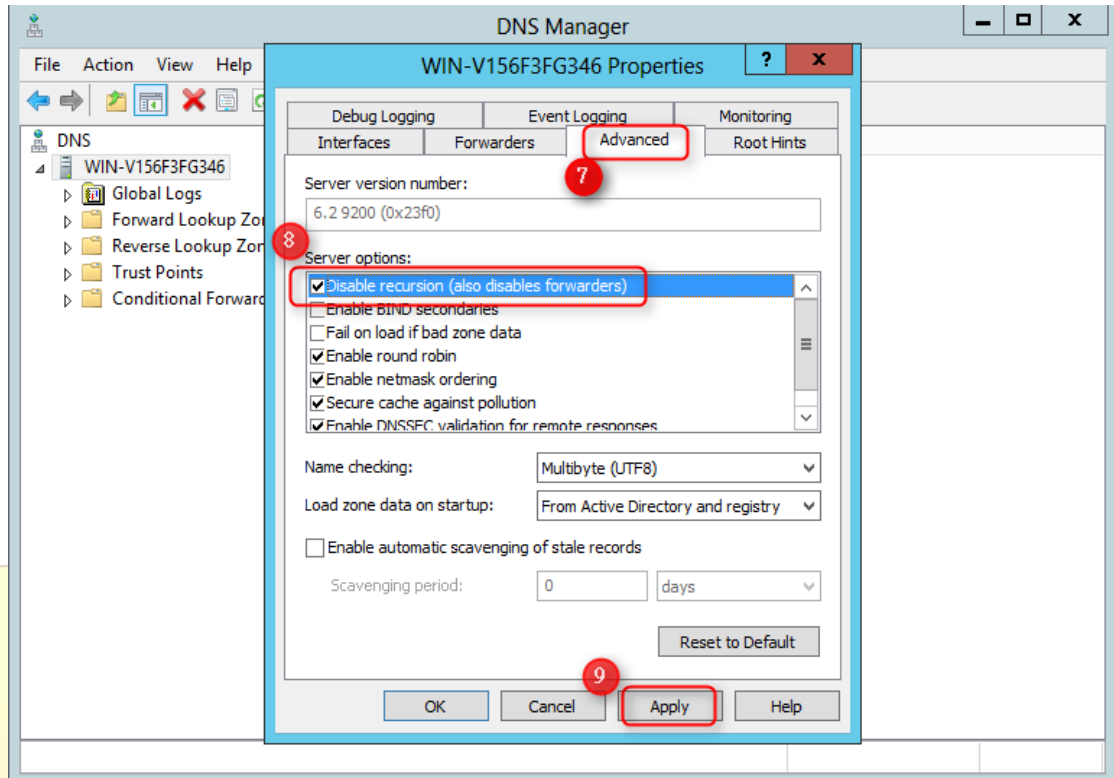 DNS Manager
File Action View Help
WIN-V156F3FG346 Properties
?
x
Debug Logging Event Logging Monitoring
Interfaces Forwarders Advanced Root Hints
7
DNS
WIN-V156F3FG346
Global Logs
Forward Lookup Zo
Reverse Lookup Zon
Trust Points
Conditional Forward
Server version number:
6.2 9200 (0x23f0)
8
Server options:
Disable recursion (also disables forwarders)
Enable BIND secondaries
Fail on load if bad zone data
Enable round robin
Enable netmask ordering
Secure cache against pollution
Enable DNSSEC validation for remote responses
Name checking: Multibyte (UTF8)
Load zone data on startup: From Active Directory and registry
Enable automatic scavenging of stale records
Scavenging period: 0 days
Reset to Default
9
OK Cancel Apply Help